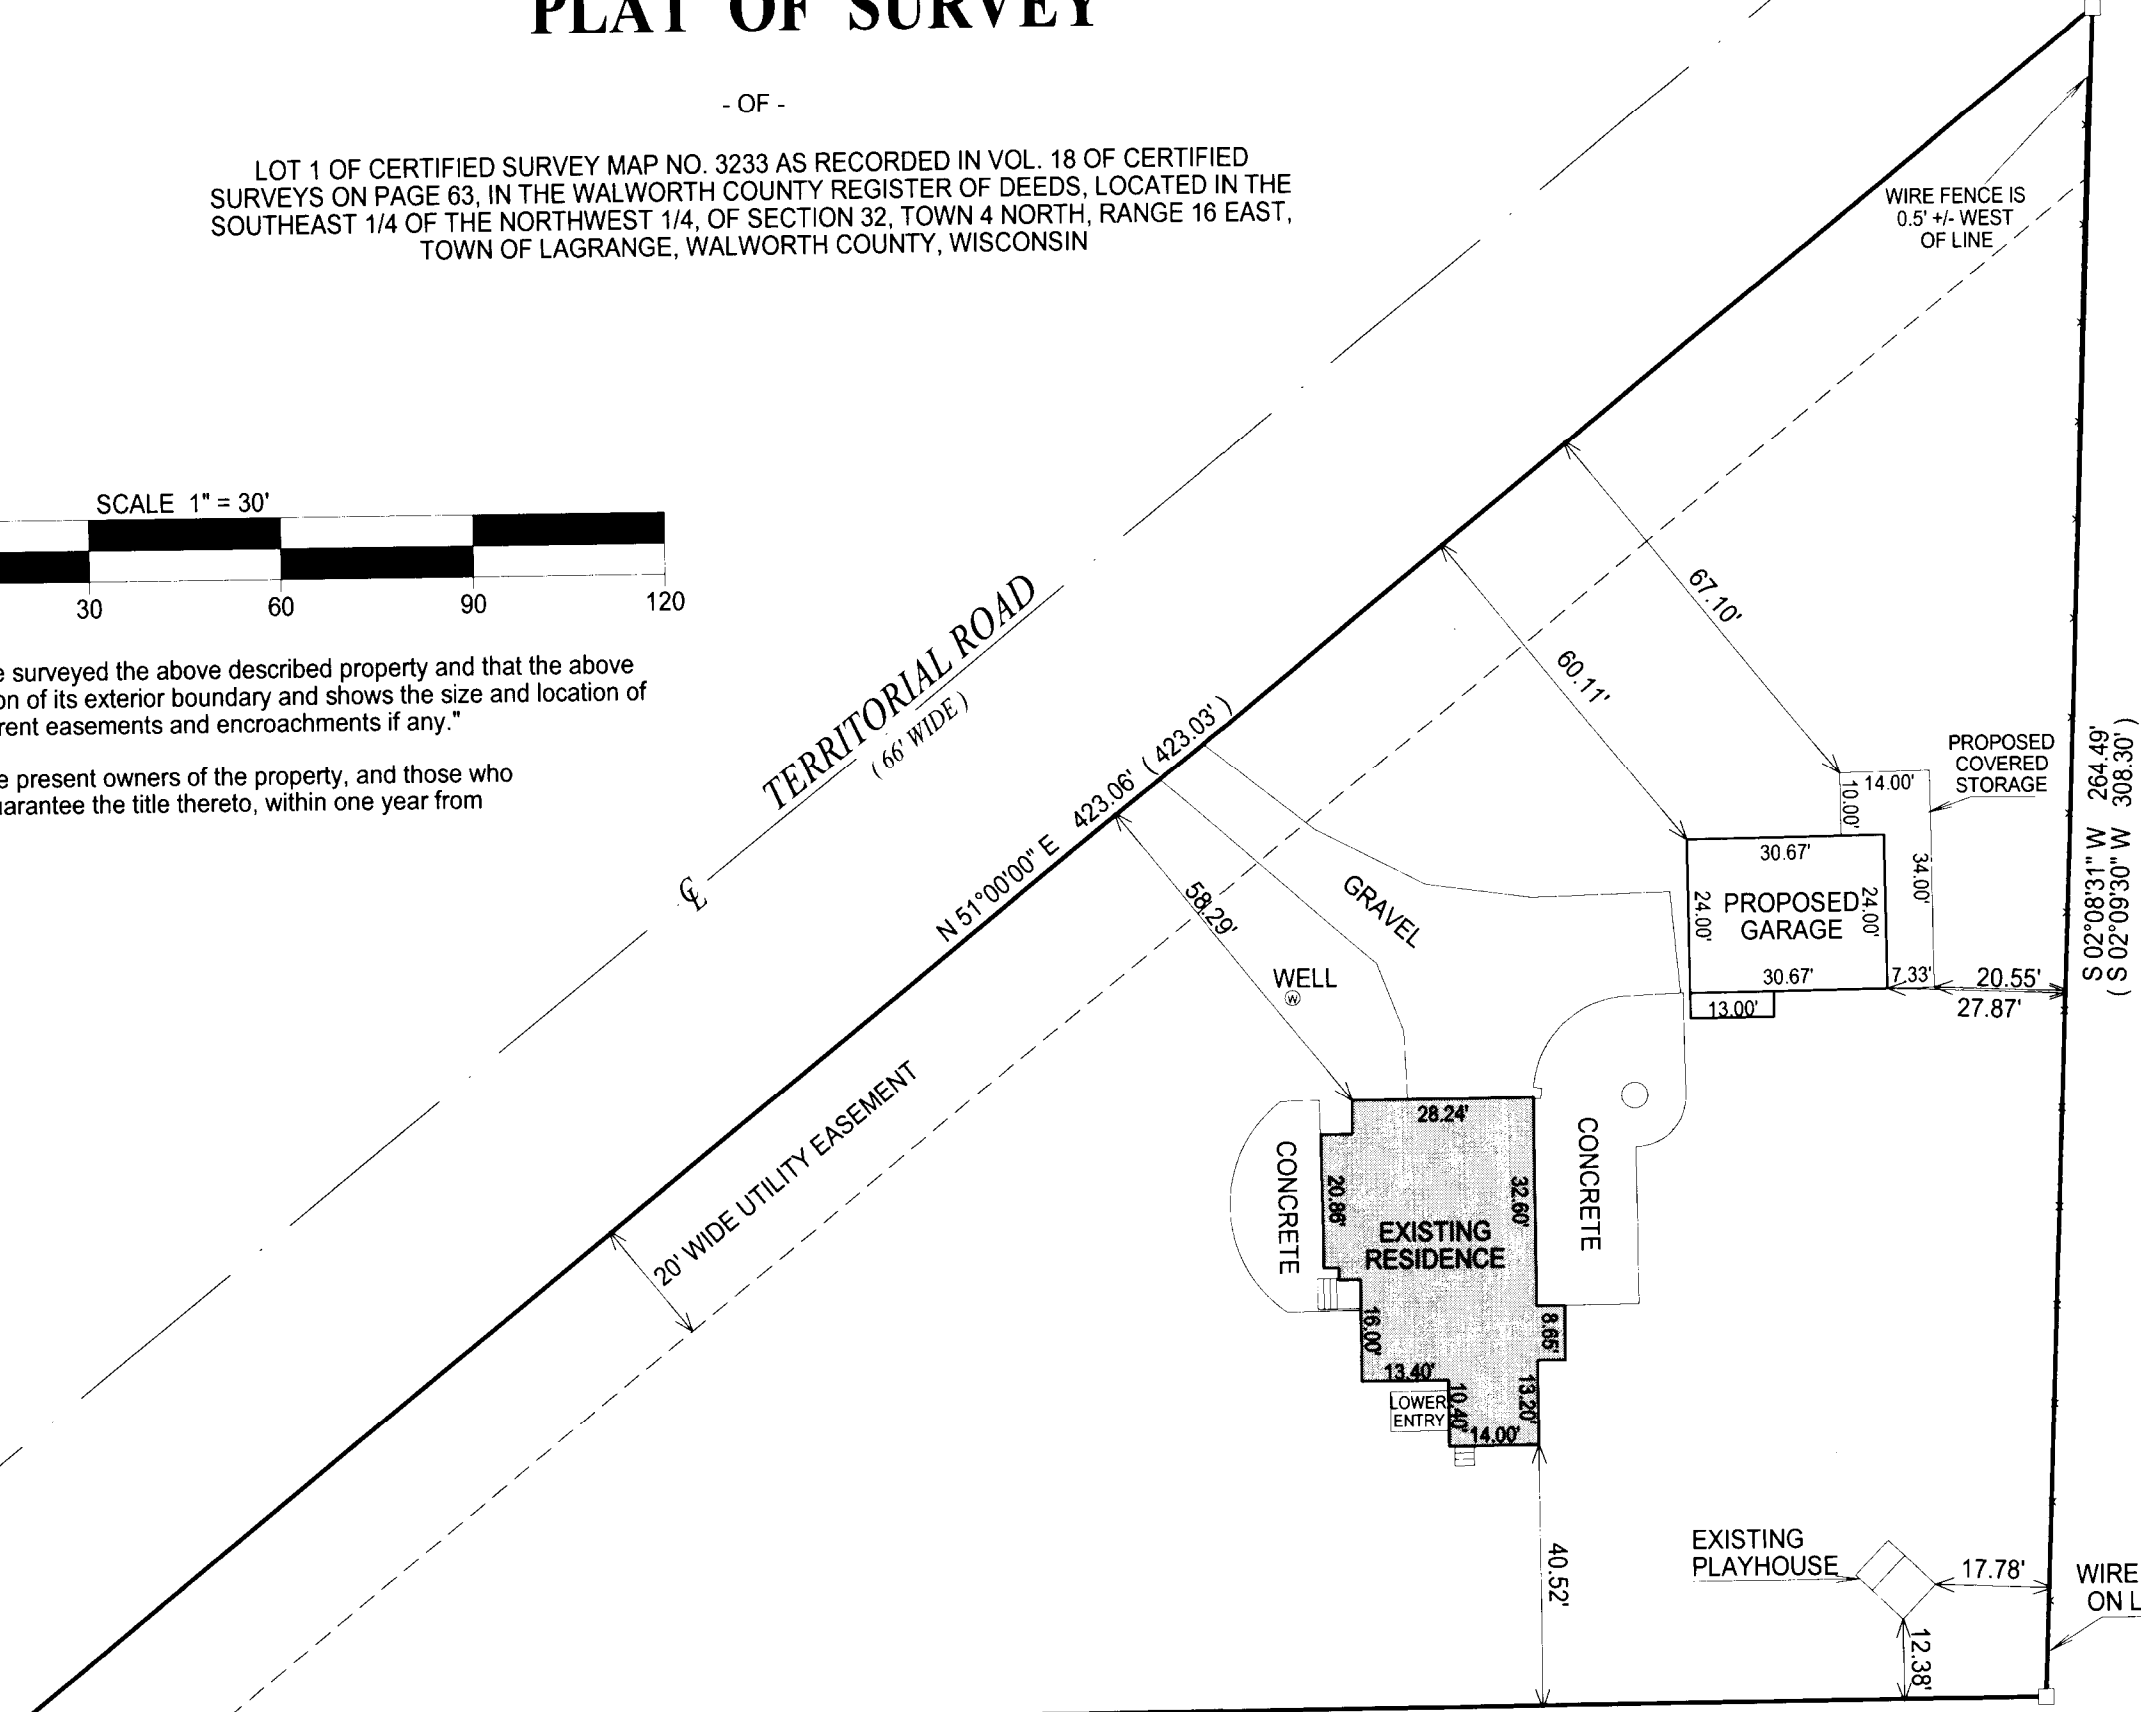 PLAT OF SURVEY
- OF -
LOT 1 OF CERTIFIED SURVEY MAP NO. 3233 AS RECORDED IN VOL. 18 OF CERTIFIED
SURVEYS ON PAGE 63, IN THE WALWORTH COUNTY REGISTER OF DEEDS, LOCATED IN THE
SOUTHEAST 1/4 OF THE NORTHWEST 1/4, OF SECTION 32, TOWN 4 NORTH, RANGE 16 EAST,
TOWN OF LAGRANGE, WALWORTH COUNTY, WISCONSIN
WIRE FENCE IS
0.5' +/- WEST
OF LINE
SCALE 1" = 30'
30 60 90 120
surveyed the above described property and that the above
of its exterior boundary and shows the size and location of
easements and encroachments if any."
present owners of the property, and those who
the title thereto, within one year from
TERRITORIAL ROAD
( 66' WIDE )
℄
N 51°00'00" E 423.06' ( 423.03' )
67.10'
60.11'
58.29'
PROPOSED
COVERED
STORAGE
14.00'
10.00'
34.00'
30.67'
24.00'
PROPOSED
GARAGE
24.00'
30.67'
7.33'
20.55'
27.87'
13.00'
S 02°08'31" W 264.49'
( S 02°09'30" W 308.30' )
GRAVEL
WELL
W
20' WIDE UTILITY EASEMENT
CONCRETE
28.24'
20.86'
32.60'
EXISTING
RESIDENCE
CONCRETE
16.00'
8.65'
13.40'
LOWER
ENTRY
10.40'
13.20'
14.00'
40.52'
EXISTING
PLAYHOUSE
17.78'
12.38'
WIRE
ON